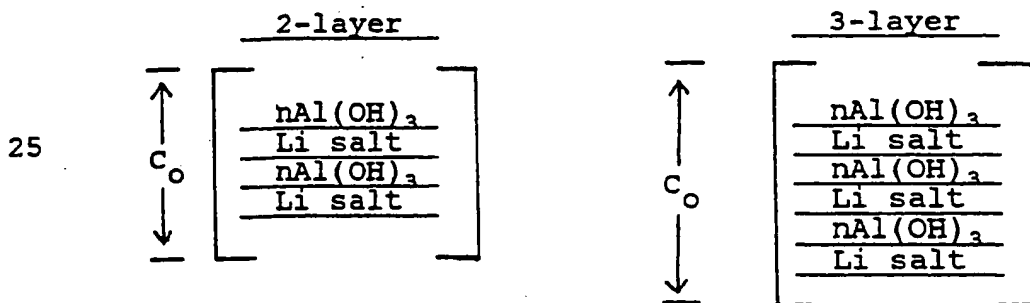 2-layer
3-layer
25
C_o
nAl(OH)_3
Li salt
nAl(OH)_3
Li salt
C_o
nAl(OH)_3
Li salt
nAl(OH)_3
Li salt
nAl(OH)_3
Li salt